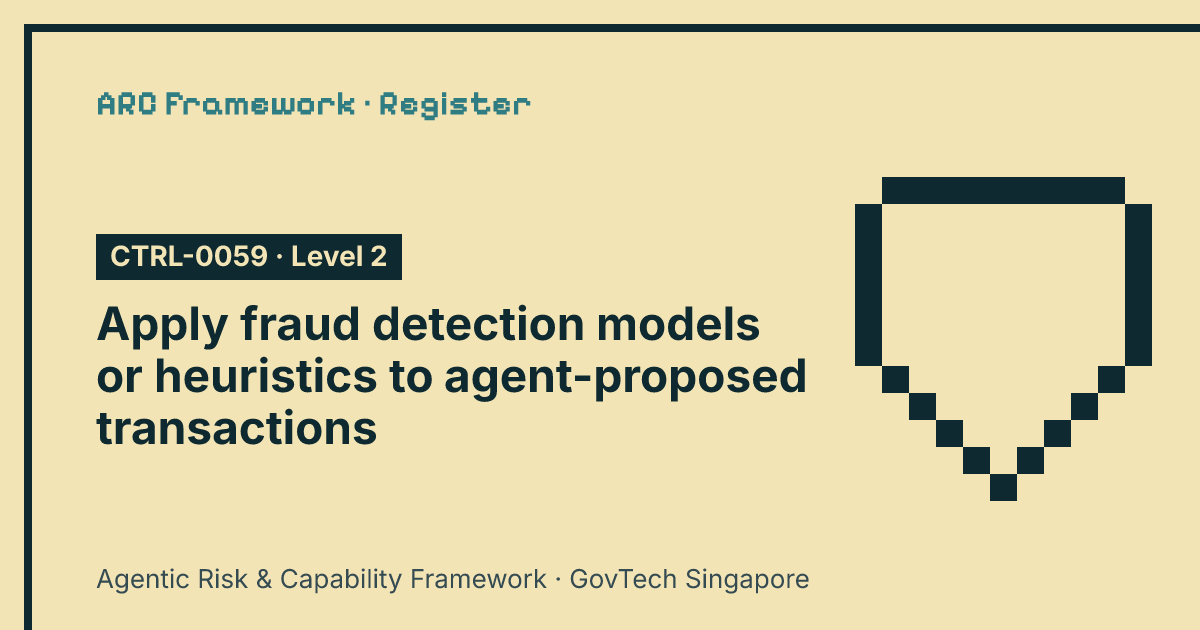 ARC Framework · Register
CTRL-0059 · Level 2
Apply fraud detection models
or heuristics to agent-proposed
transactions
Agentic Risk & Capability Framework · GovTech Singapore